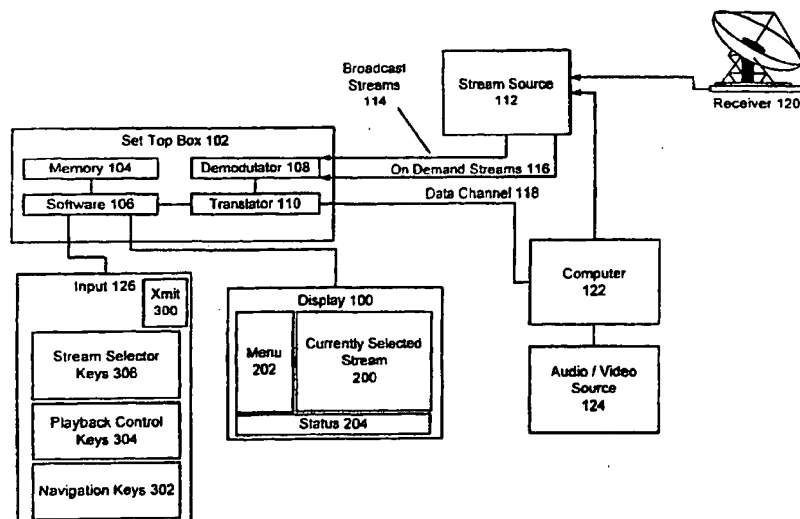 Broadcast
Streams
114
Stream Source
112
Receiver 120
Set Top Box 102
Memory 104
Demodulator 108
On Demand Streams 116
Software 106
Translator 110
Data Channel 118
Input 126
Xmit
300
Stream Selector
Keys 306
Playback Control
Keys 304
Navigation Keys 302
Display 100
Menu
202
Currently Selected
Stream
200
Status 204
Computer
122
Audio / Video
Source
124